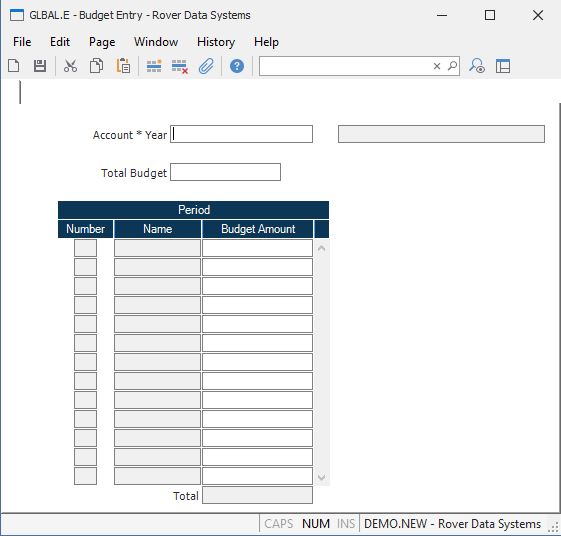 GLBAL.E - Budget Entry - Rover Data Systems
File Edit Page Window History Help
Account * Year
Total Budget
Period
Number Name Budget Amount
Total
CAPS NUM INS DEMO.NEW - Rover Data Systems